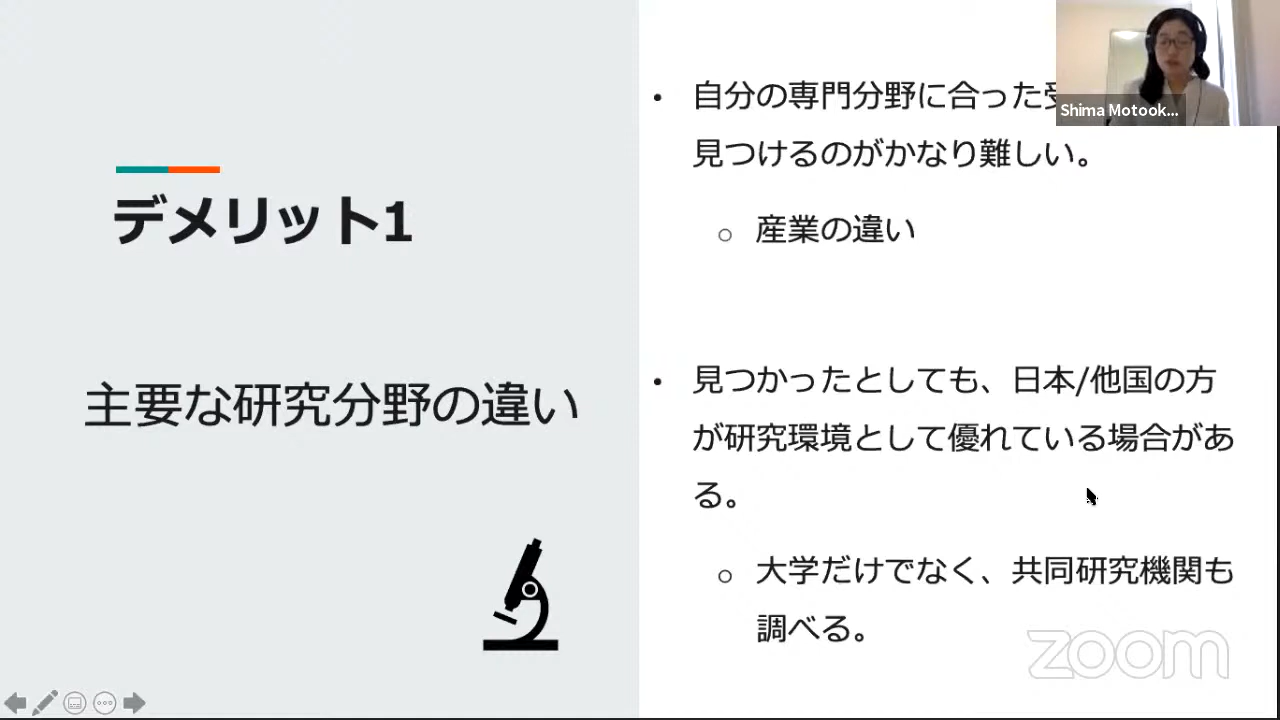 デメリット1
主要な研究分野の違い
• 自分の専門分野に合った
見つけるのがかなり難しい。
○ 産業の違い
• 見つかったとしても、日本/他国の方
が研究環境として優れている場合があ
る。
○ 大学だけでなく、共同研究機関も
調べる。
Shima Motook...
zoom